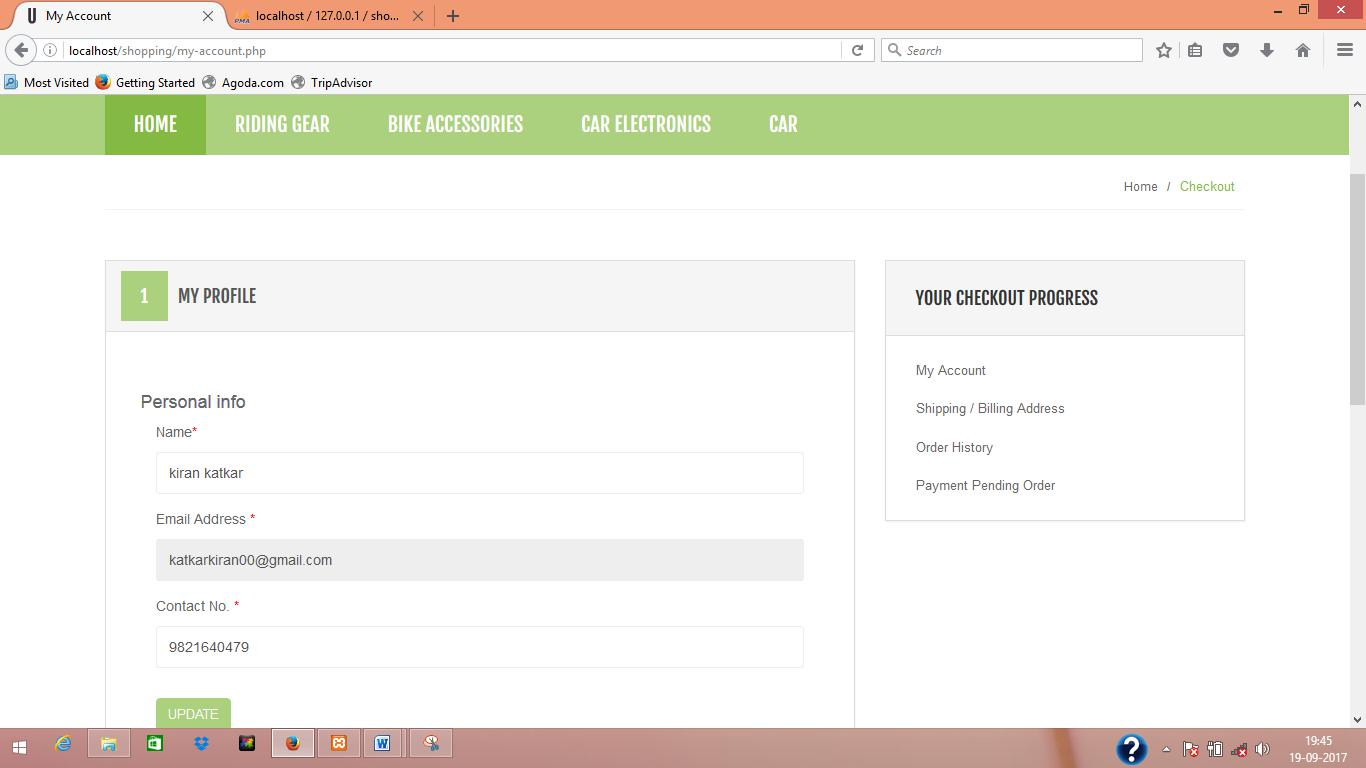 My Account
localhost / 127.0.0.1 / sho...
localhost/shopping/my-account.php
Search
Most Visited Getting Started Agoda.com TripAdvisor
HOME RIDING GEAR BIKE ACCESSORIES CAR ELECTRONICS CAR
Home / Checkout
1 MY PROFILE
Personal info
Name*
kiran katkar
Email Address *
katkarkiran00@gmail.com
Contact No. *
9821640479
UPDATE
YOUR CHECKOUT PROGRESS
My Account
Shipping / Billing Address
Order History
Payment Pending Order
19:45
19-09-2017